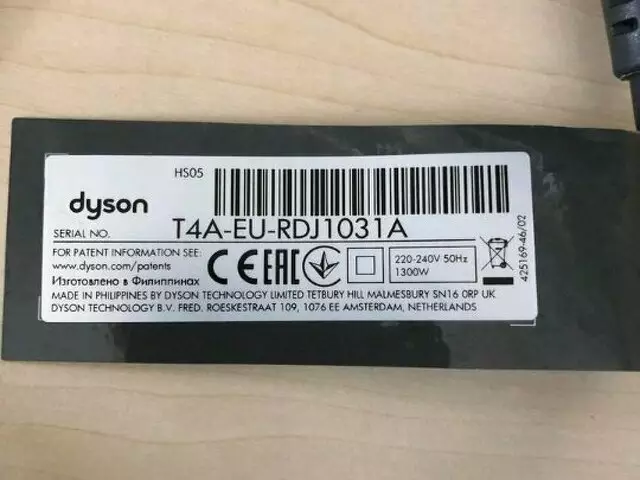 HS05
dyson
SERIAL NO. T4A-EU-RDJ1031A
FOR PATENT INFORMATION SEE:
www.dyson.com/patents
CE EAC
220-240V 50Hz
1300W
Изготовлено в Филиппинах
MADE IN PHILIPPINES BY DYSON TECHNOLOGY LIMITED TETBURY HILL MALMESBURY SN16 0RP UK
DYSON TECHNOLOGY B.V. FRED. ROESKESTRAAT 109, 1076 EE AMSTERDAM, NETHERLANDS
425169-46/02